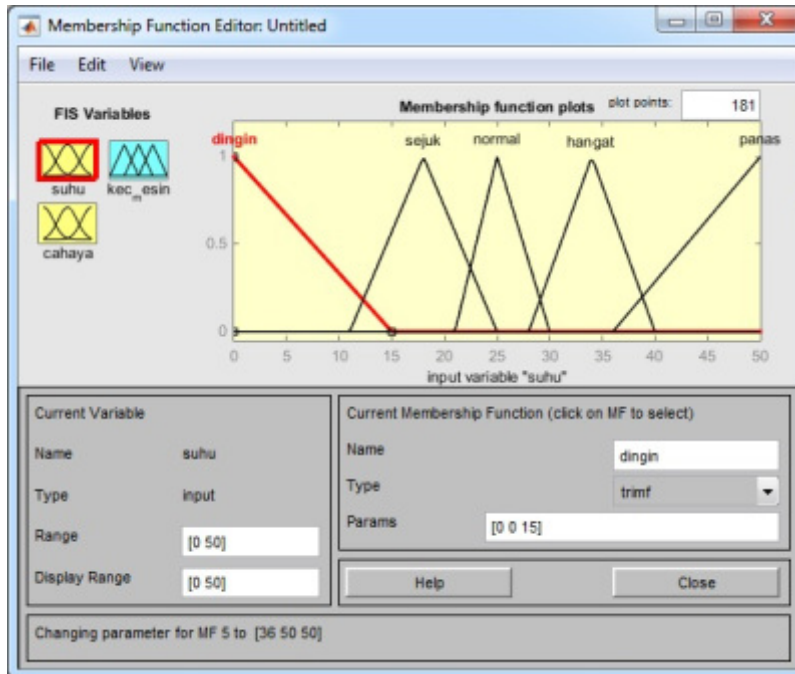 Membership Function Editor: Untitled
File Edit View
FIS Variables
suhu
kec_mesin
cahaya
Membership function plots
plot points:
181
dingin
sejuk
normal
hangat
panas
1
0.5
0
0 5 10 15 20 25 30 35 40 45 50
input variable "suhu"
Current Variable
Name suhu
Type input
Range [0 50]
Display Range [0 50]
Current Membership Function (click on MF to select)
Name dingin
Type trimf
Params [0 0 15]
Help Close
Changing parameter for MF 5 to [36 50 50]